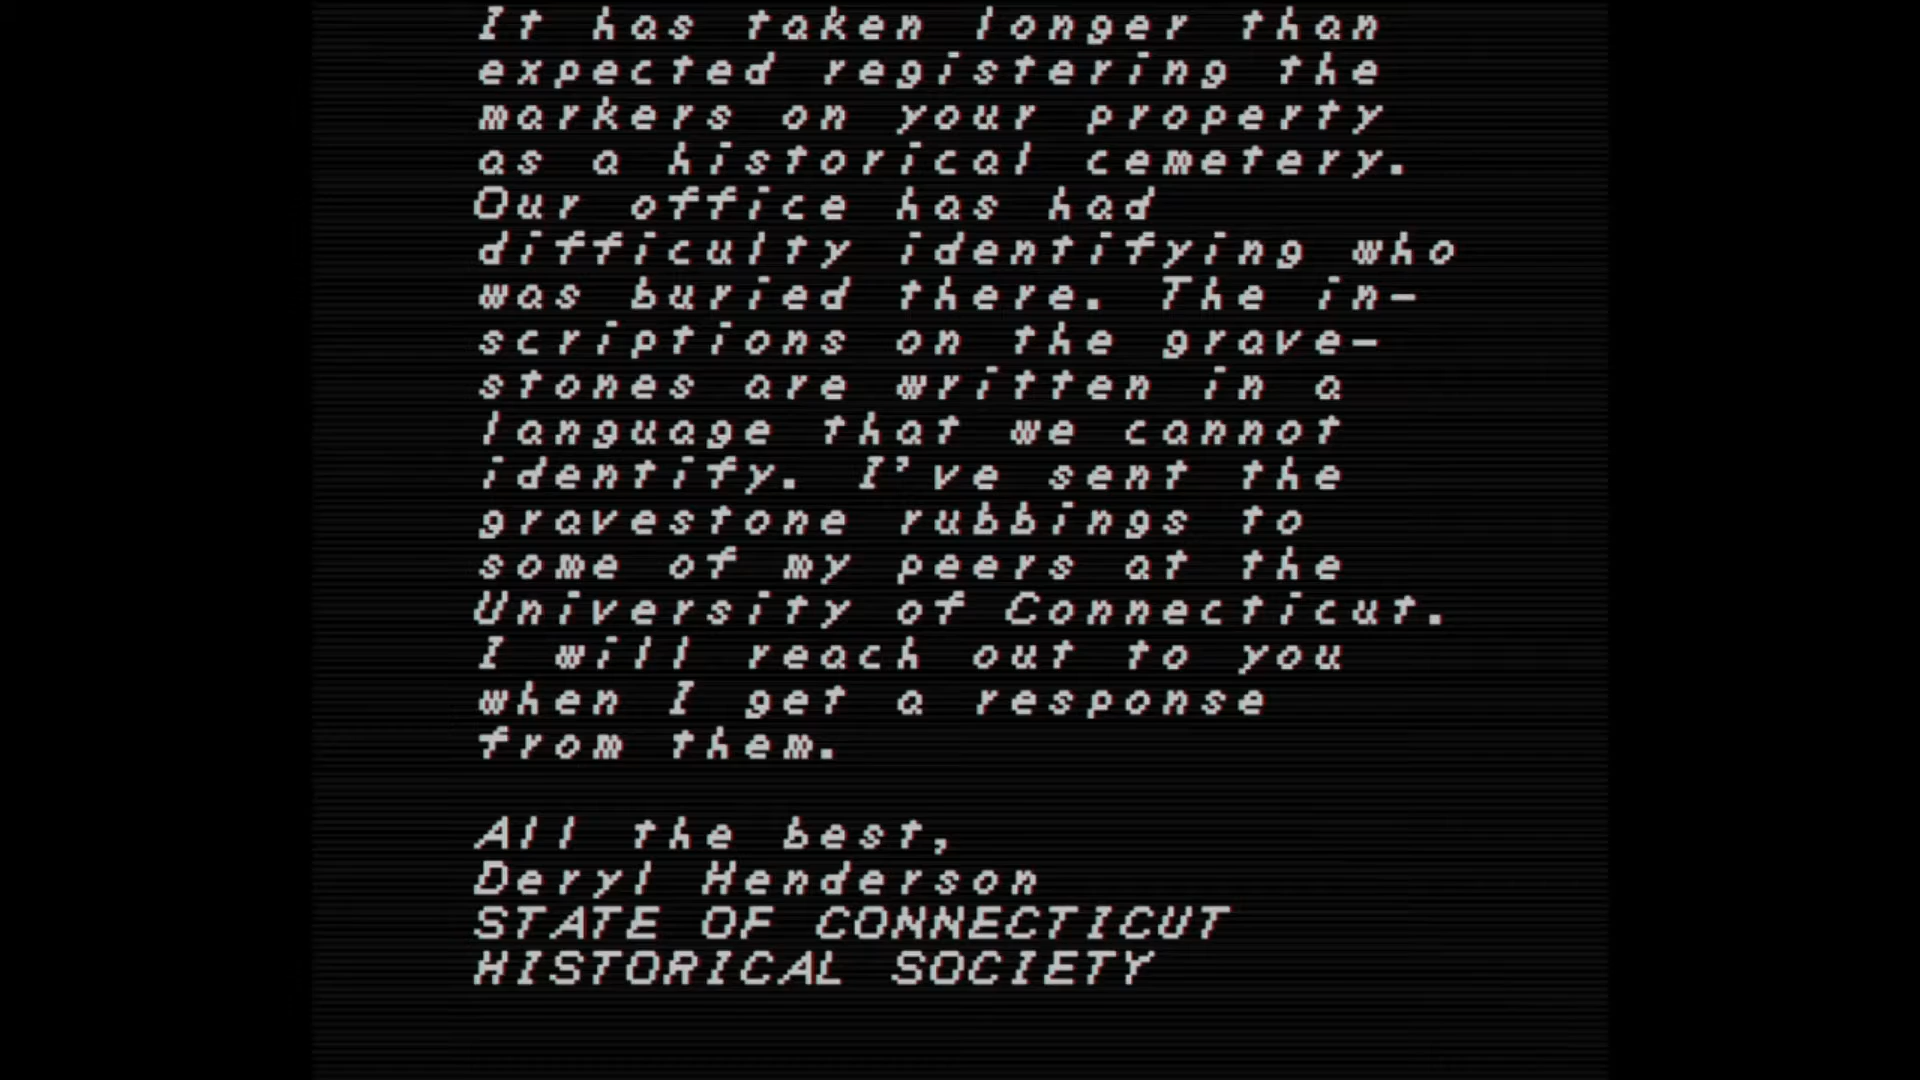 It has taken longer than
expected registering the
markers on your property
as a historical cemetery.
Our office has had
difficulty identifying who
was buried there. The in-
scriptions on the grave-
stones are written in a
language that we cannot
identify. I've sent the
gravestone rubbings to
some of my peers at the
University of Connecticut.
I will reach out to you
when I get a response
from them.

All the best,
Deryl Henderson
STATE OF CONNECTICUT
HISTORICAL SOCIETY